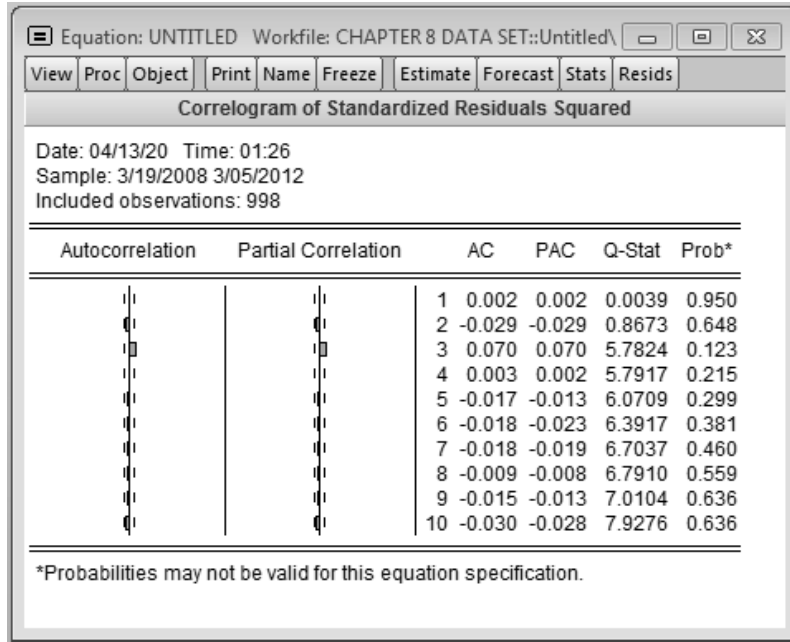 Equation: UNTITLED Workfile: CHAPTER 8 DATA SET::Untitled\
View Proc Object Print Name Freeze Estimate Forecast Stats Resids
Correlogram of Standardized Residuals Squared
Date: 04/13/20 Time: 01:26
Sample: 3/19/2008 3/05/2012
Included observations: 998
Autocorrelation Partial Correlation AC PAC Q-Stat Prob*
1 0.002 0.002 0.0039 0.950
2 -0.029 -0.029 0.8673 0.648
3 0.070 0.070 5.7824 0.123
4 0.003 0.002 5.7917 0.215
5 -0.017 -0.013 6.0709 0.299
6 -0.018 -0.023 6.3917 0.381
7 -0.018 -0.019 6.7037 0.460
8 -0.009 -0.008 6.7910 0.559
9 -0.015 -0.013 7.0104 0.636
10 -0.030 -0.028 7.9276 0.636
*Probabilities may not be valid for this equation specification.